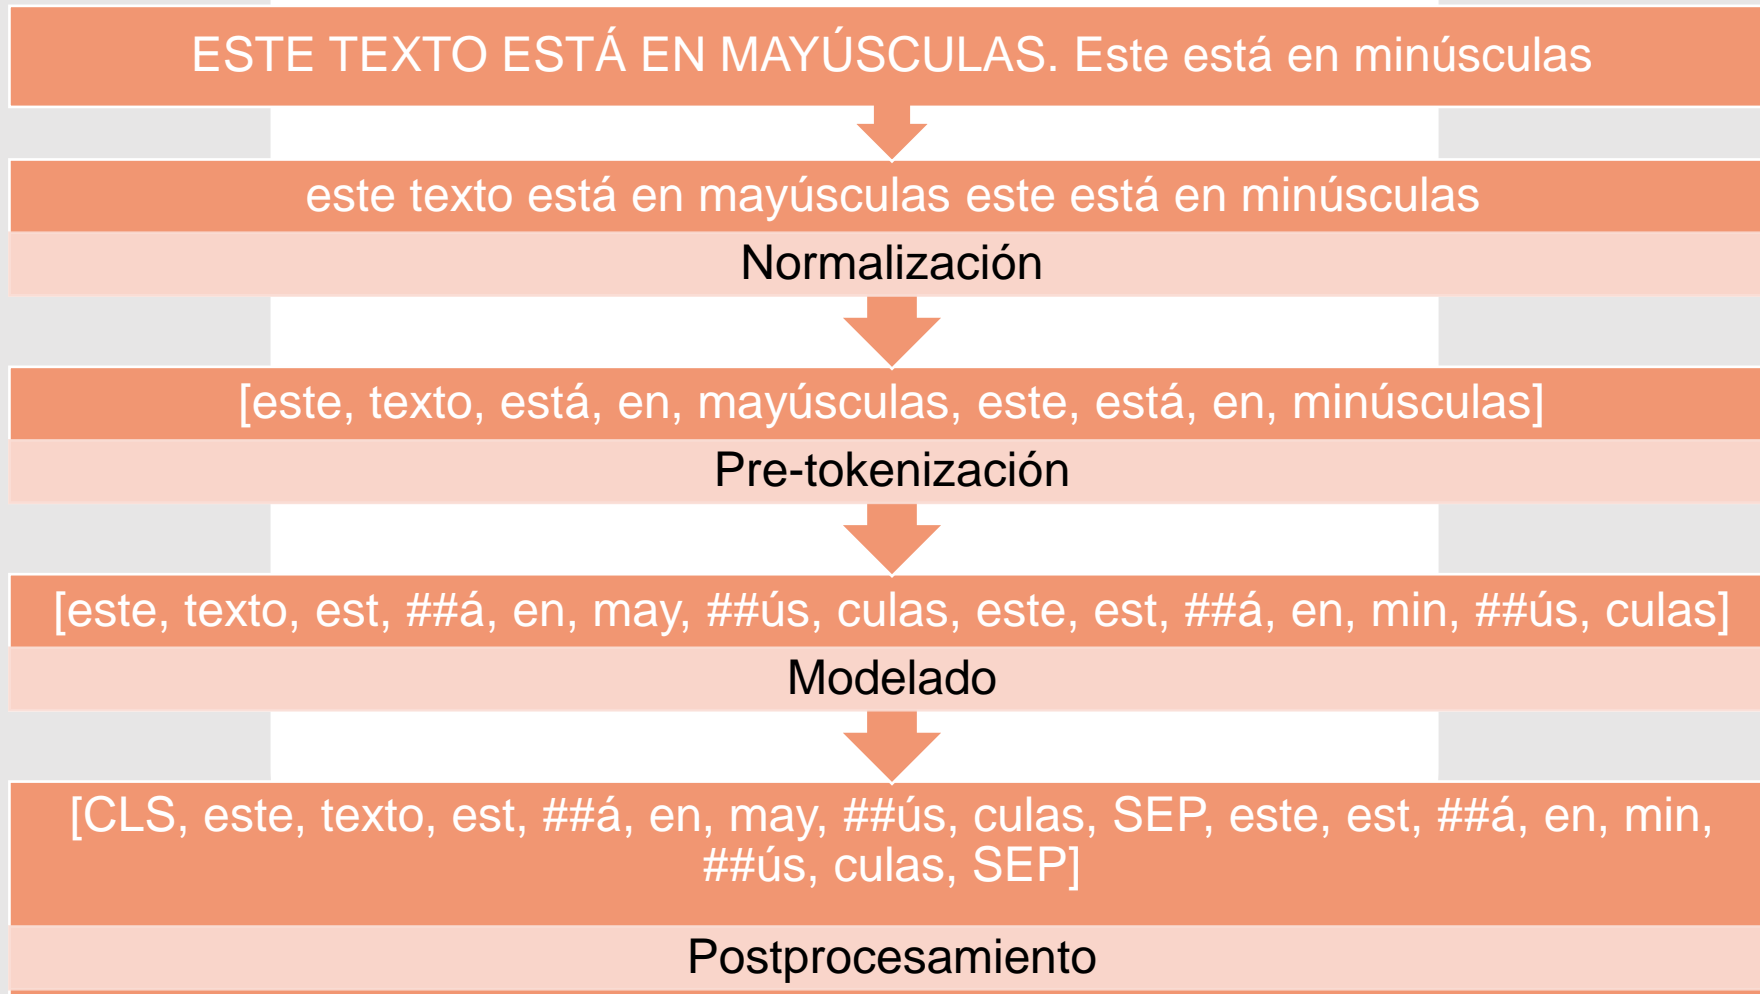 ESTE TEXTO ESTÁ EN MAYÚSCULAS. Este está en minúsculas
este texto está en mayúsculas este está en minúsculas
Normalización
[este, texto, está, en, mayúsculas, este, está, en, minúsculas]
Pre-tokenización
[este, texto, est, ##á, en, may, ##ús, culas, este, est, ##á, en, min, ##ús, culas]
Modelado
[CLS, este, texto, est, ##á, en, may, ##ús, culas, SEP, este, est, ##á, en, min,
##ús, culas, SEP]
Postprocesamiento